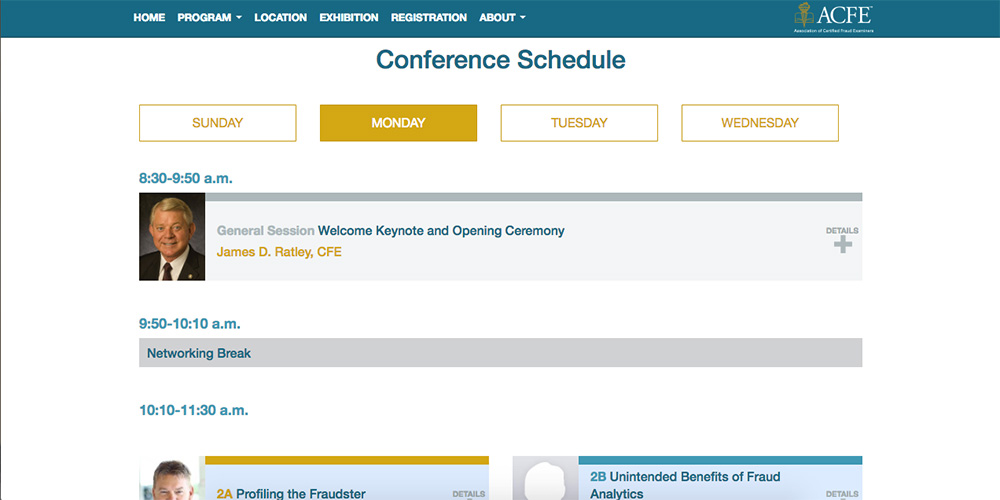 HOME PROGRAM LOCATION EXHIBITION REGISTRATION ABOUT
ACFE
Association of Certified Fraud Examiners
Conference Schedule
SUNDAY MONDAY TUESDAY WEDNESDAY
8:30-9:50 a.m.
General Session Welcome Keynote and Opening Ceremony
James D. Ratley, CFE
DETAILS
9:50-10:10 a.m.
Networking Break
10:10-11:30 a.m.
2A Profiling the Fraudster
DETAILS
2B Unintended Benefits of Fraud
Analytics
DETAILS